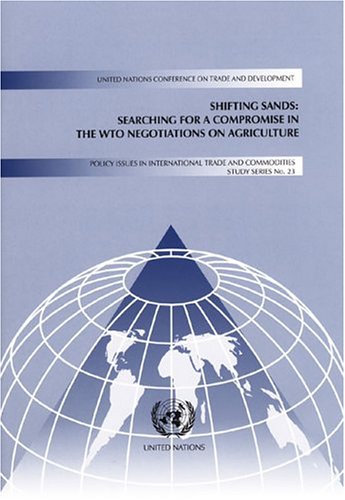 UNITED NATIONS CONFERENCE ON TRADE AND DEVELOPMENT
SHIFTING SANDS:
SEARCHING FOR A COMPROMISE IN
THE WTO NEGOTIATIONS ON AGRICULTURE
POLICY ISSUES IN INTERNATIONAL TRADE AND COMMODITIES
STUDY SERIES No. 23
UNITED NATIONS